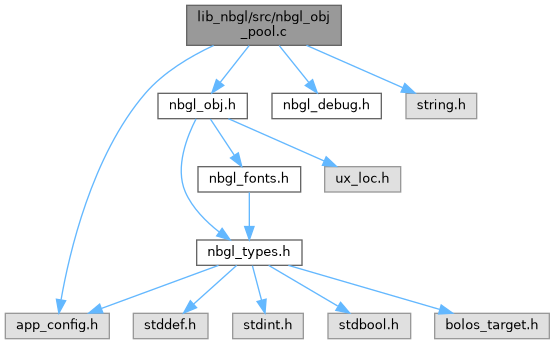 lib_nbgl/src/nbgl_obj
_pool.c
nbgl_obj.h
nbgl_debug.h
string.h
nbgl_fonts.h
ux_loc.h
nbgl_types.h
app_config.h
stddef.h
stdint.h
stdbool.h
bolos_target.h